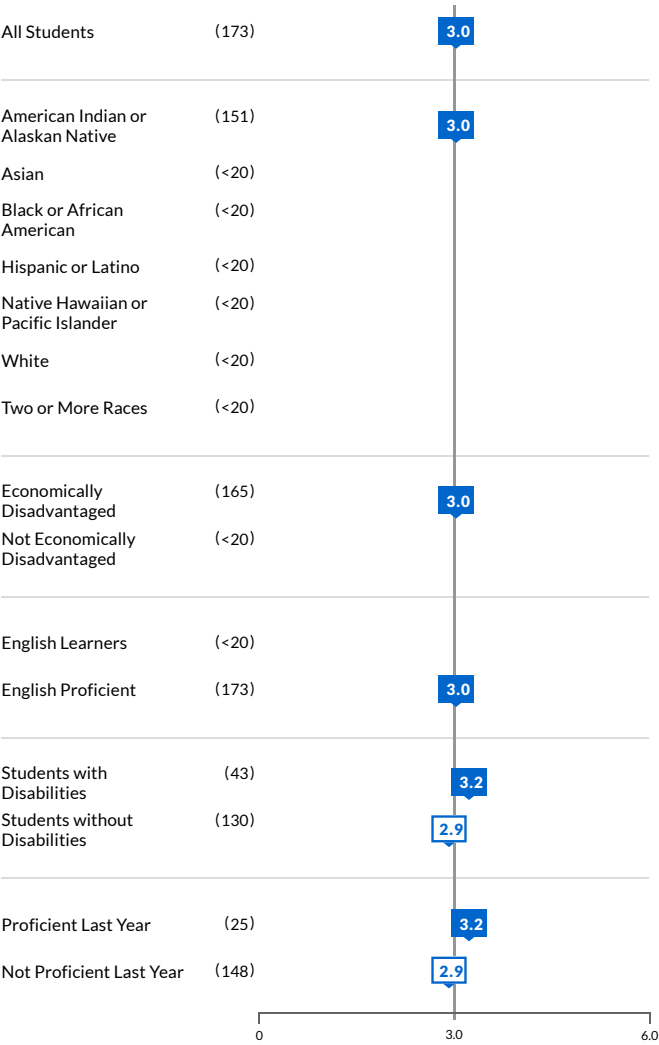 All Students (173) 3.0
American Indian or
Alaskan Native (151) 3.0
Asian (<20)
Black or African
American (<20)
Hispanic or Latino (<20)
Native Hawaiian or
Pacific Islander (<20)
White (<20)
Two or More Races (<20)
Economically
Disadvantaged (165) 3.0
Not Economically
Disadvantaged (<20)
English Learners (<20)
English Proficient (173) 3.0
Students with
Disabilities (43) 3.2
Students without
Disabilities (130) 2.9
Proficient Last Year (25) 3.2
Not Proficient Last Year (148) 2.9
0 3.0 6.0